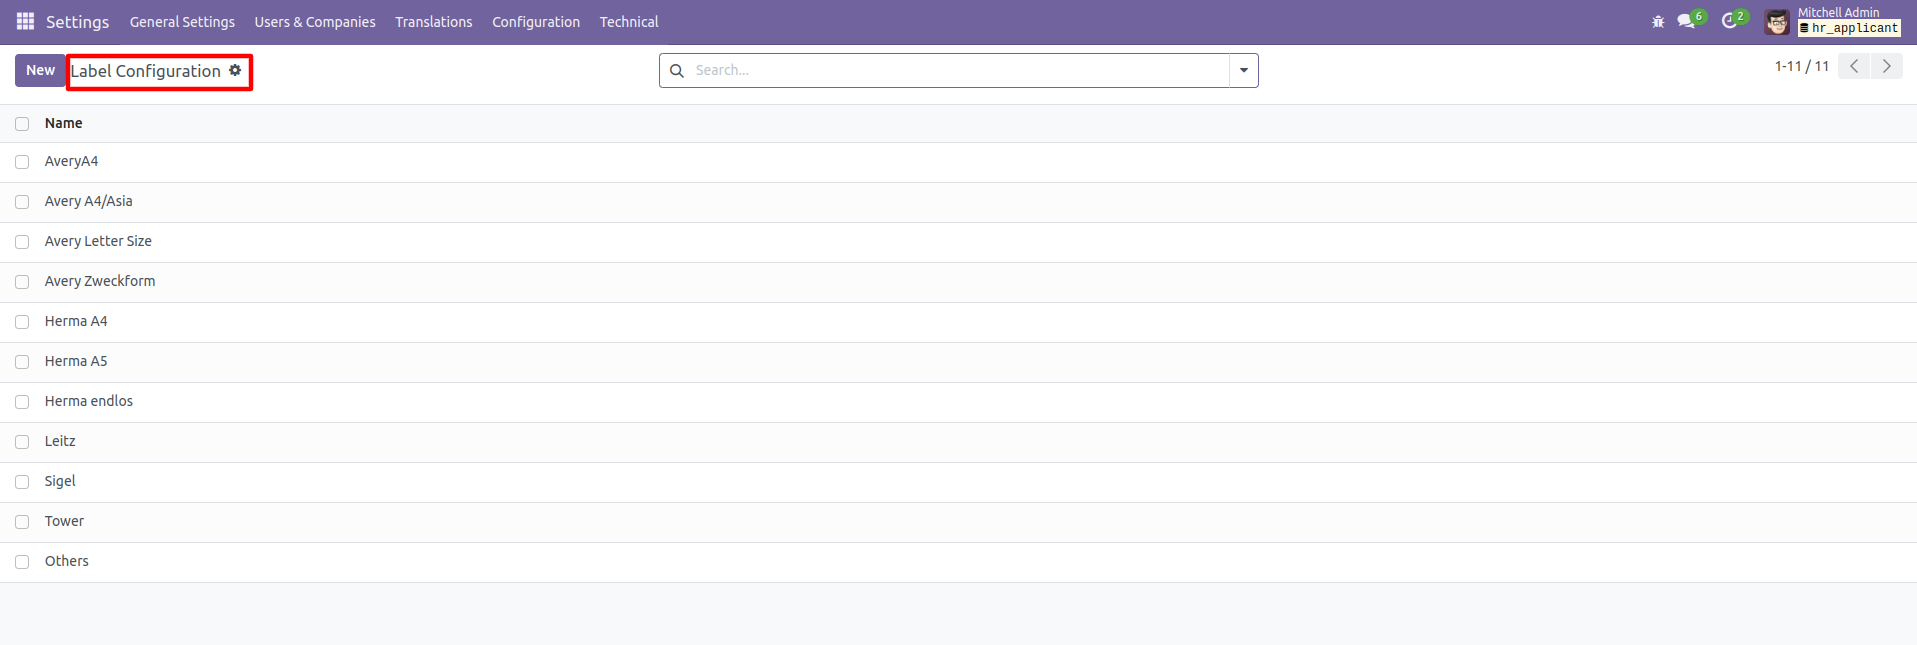 Settings General Settings Users & Companies Translations Configuration Technical 6 2 Mitchell Admin
hr_applicant
New Label Configuration Search... 1-11 / 11
Name
AveryA4
Avery A4/Asia
Avery Letter Size
Avery Zweckform
Herma A4
Herma A5
Herma endlos
Leitz
Sigel
Tower
Others